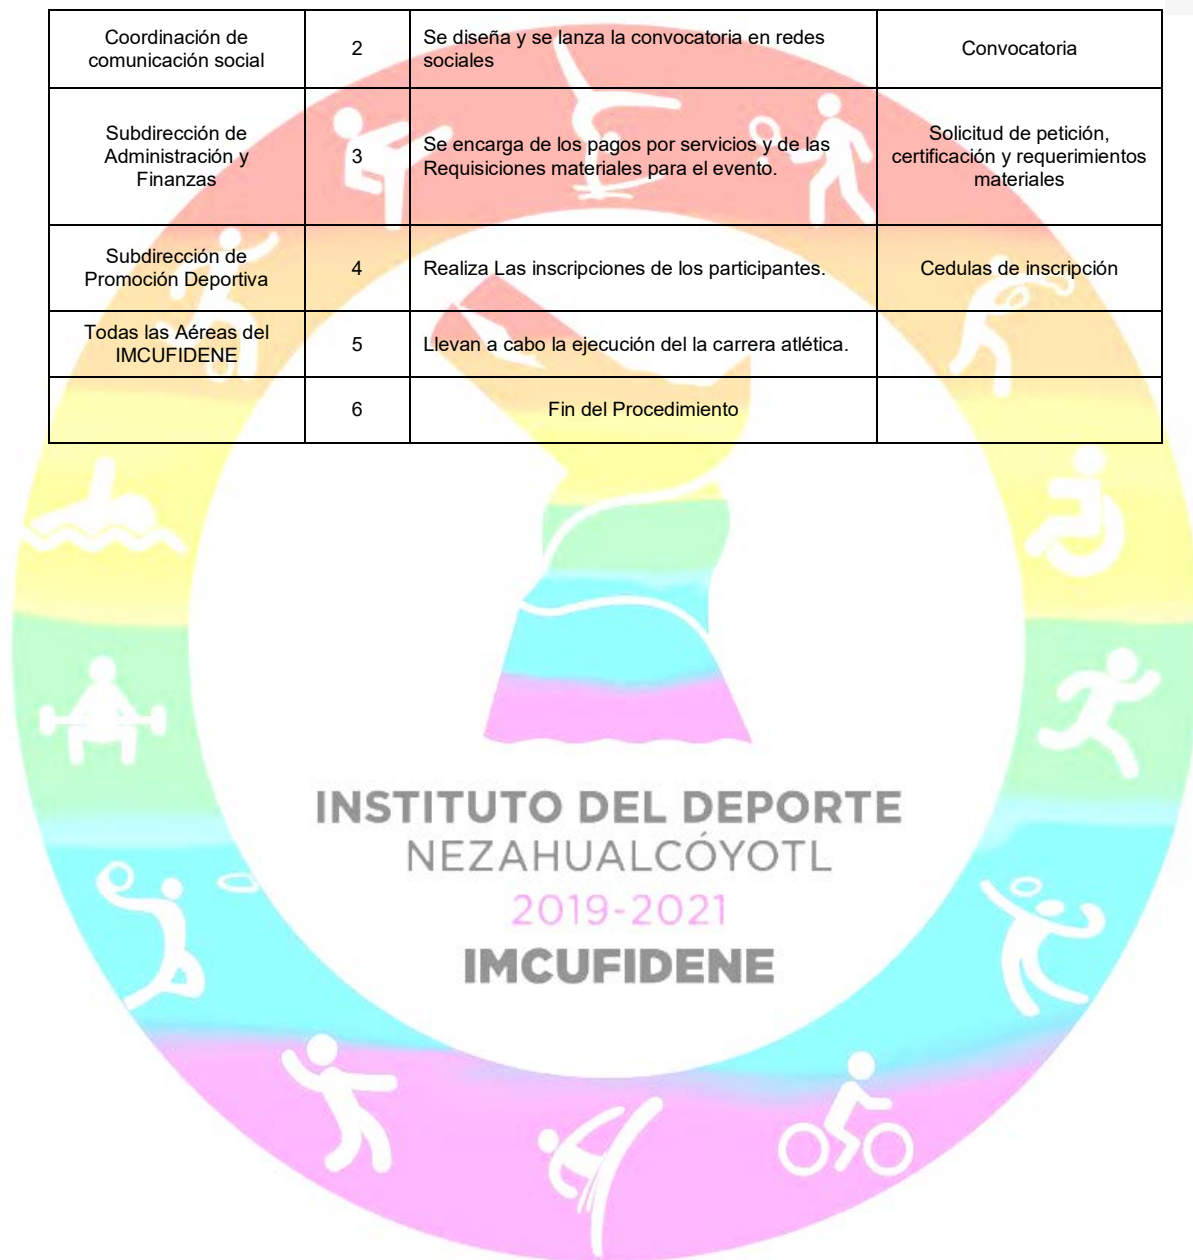 Coordinación de
comunicación social
2
Se diseña y se lanza la convocatoria en redes
sociales
Convocatoria
Subdirección de
Administración y
Finanzas
3
Se encarga de los pagos por servicios y de las
Requisiciones materiales para el evento.
Solicitud de petición,
certificación y requerimientos
materiales
Subdirección de
Promoción Deportiva
4
Realiza Las inscripciones de los participantes.
Cedulas de inscripción
Todas las Aéreas del
IMCUFIDENE
5
Llevan a cabo la ejecución del la carrera atlética.
6
Fin del Procedimiento
INSTITUTO DEL DEPORTE
NEZAHUALCÓYOTL
2019-2021
IMCUFIDENE